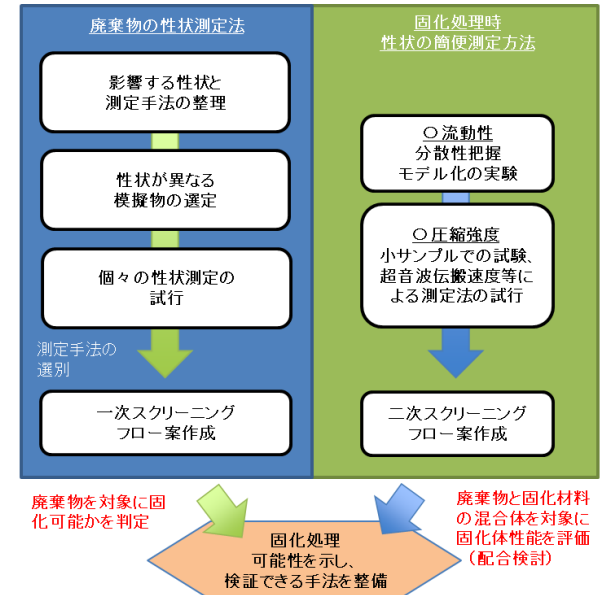 廃棄物の性状測定法
影響する性状と
測定手法の整理
性状が異なる
模擬物の選定
個々の性状測定の
試行
測定手法の
選別
一次スクリーニング
フロー案作成
固化処理時
性状の簡便測定方法
〇流動性
分散性把握
モデル化の実験
〇圧縮強度
小サンプルでの試験、
超音波伝搬速度等に
よる測定法の試行
二次スクリーニング
フロー案作成
廃棄物を対象に固
化可能かを判定
廃棄物と固化材料
の混合体を対象に
固化体性能を評価
(配合検討)
固化処理
可能性を示し、
検証できる手法を整備